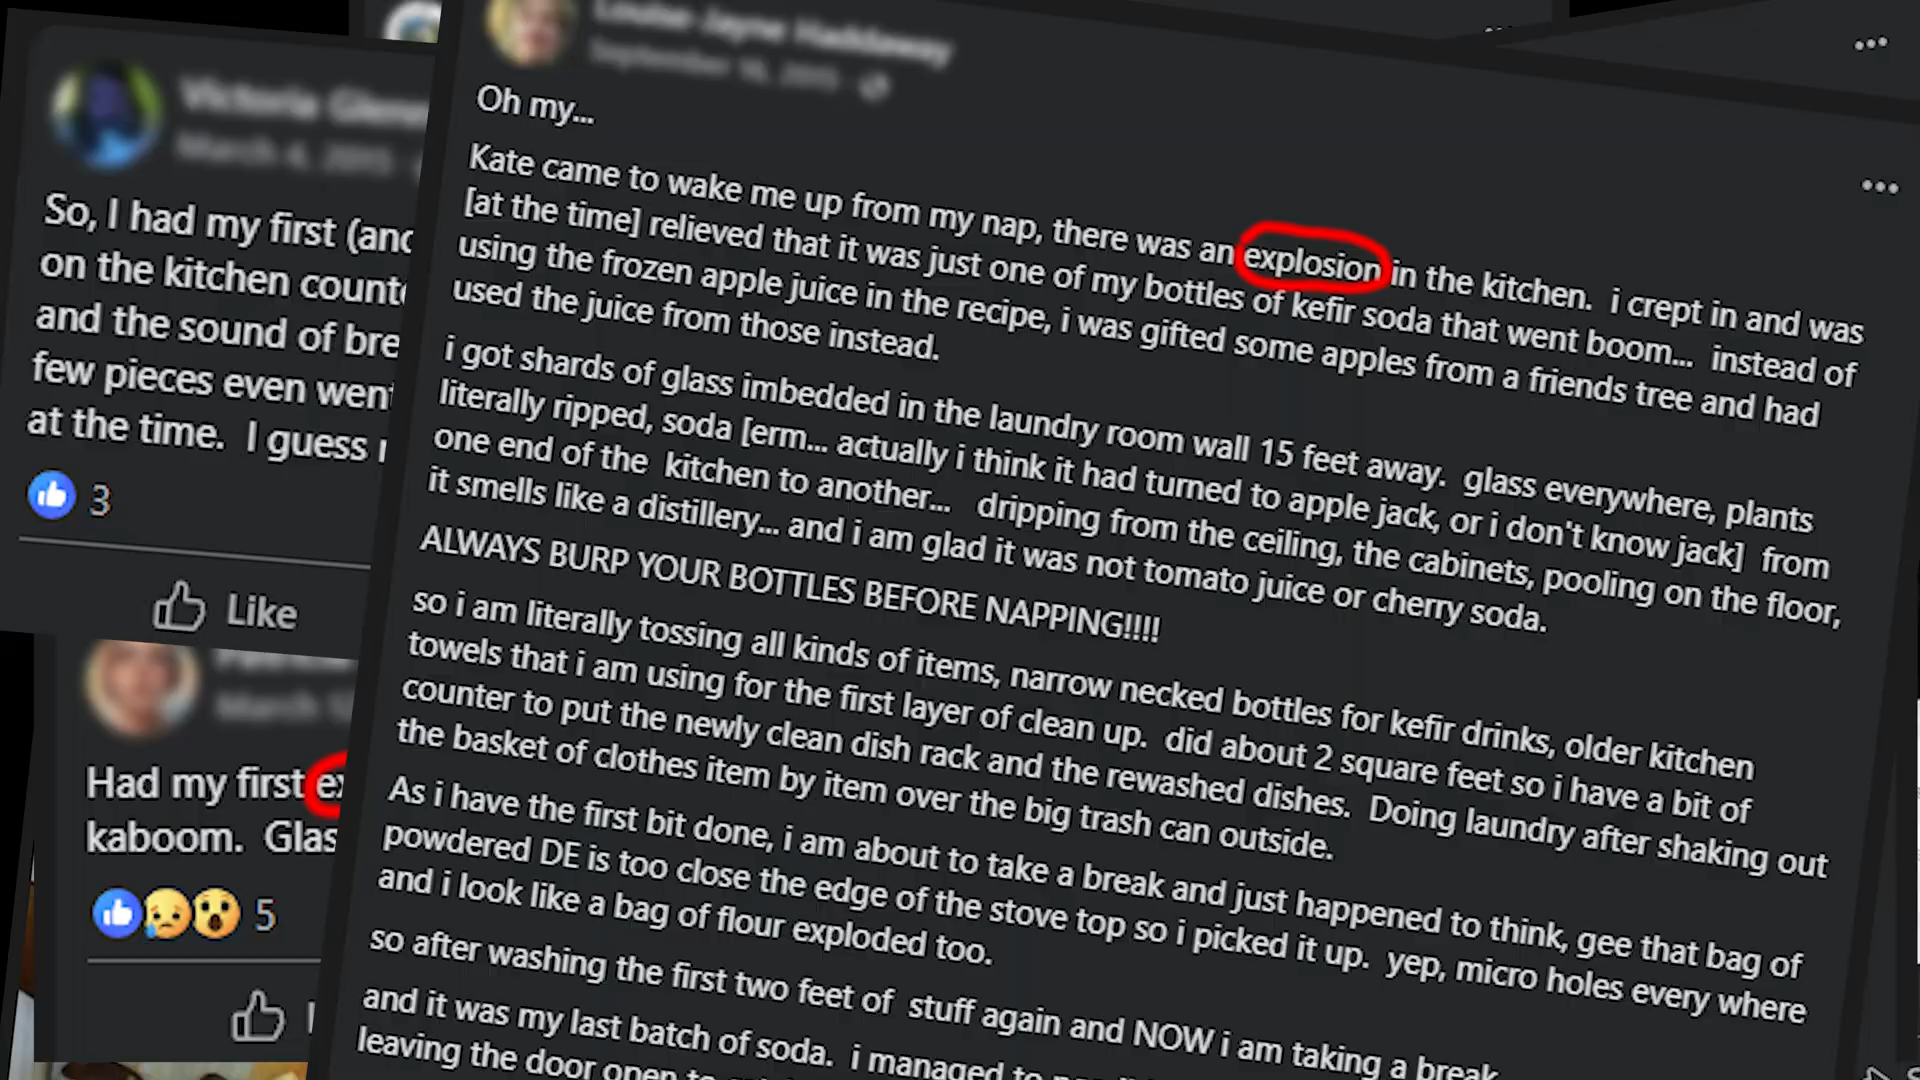 So, I had my first (and
on the kitchen counte
and the sound of bre
few pieces even went
at the time. I guess
3
Like
Had my first
kaboom. Glas
5
Louise-Jayne Haddaway
September 16, 2015
Oh my...
Kate came to wake me up from my nap, there was an explosion in the kitchen. i crept in and was
[at the time] relieved that it was just one of my bottles of kefir soda that went boom... instead of
using the frozen apple juice in the recipe, i was gifted some apples from a friends tree and had
used the juice from those instead.
i got shards of glass imbedded in the laundry room wall 15 feet away. glass everywhere, plants
literally ripped, soda [erm... actually i think it had turned to apple jack, or i don't know jack] from
one end of the kitchen to another... dripping from the ceiling, the cabinets, pooling on the floor,
it smells like a distillery... and i am glad it was not tomato juice or cherry soda.
ALWAYS BURP YOUR BOTTLES BEFORE NAPPING!!!!
so i am literally tossing all kinds of items, narrow necked bottles for kefir drinks, older kitchen
towels that i am using for the first layer of clean up. did about 2 square feet so i have a bit of
counter to put the newly clean dish rack and the rewashed dishes. Doing laundry after shaking out
the basket of clothes item by item over the big trash can outside.
As i have the first bit done, i am about to take a break and just happened to think, gee that bag of
powdered DE is too close the edge of the stove top so i picked it up. yep, micro holes every where
and i look like a bag of flour exploded too.
so after washing the first two feet of stuff again and NOW i am taking a break
and it was my last batch of soda. i managed to
leaving the door open to